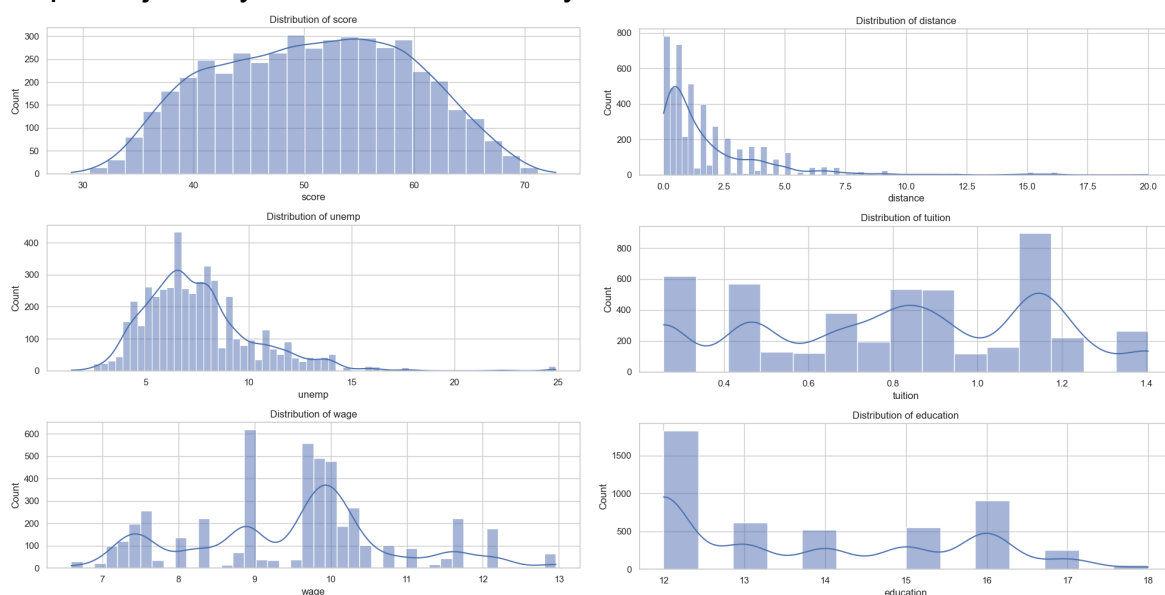 Distribution of score
300
250
200
150
100
50
0
Count
30 40 50 60 70
score
Distribution of distance
800
600
400
200
0
Count
0.0 2.5 5.0 7.5 10.0 12.5 15.0 17.5 20.0
distance
Distribution of unemp
400
300
200
100
0
Count
5 10 15 20 25
unemp
Distribution of tuition
800
600
400
200
0
Count
0.4 0.6 0.8 1.0 1.2 1.4
tuition
Distribution of wage
600
500
400
300
200
100
0
Count
7 8 9 10 11 12 13
wage
Distribution of education
1500
1000
500
0
Count
12 13 14 15 16 17 18
education